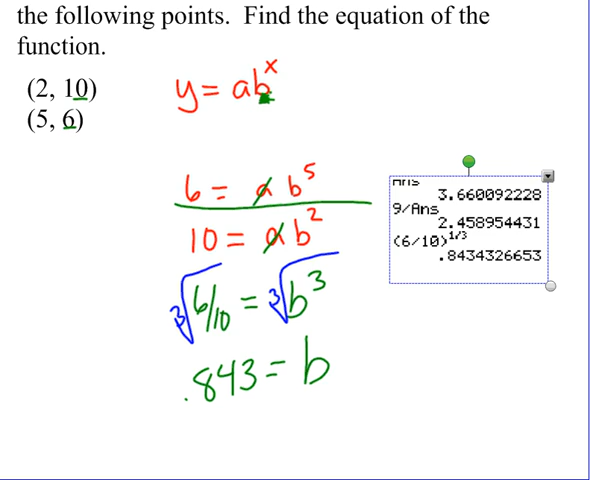 the following points. Find the equation of the
function.
(2, 10)
(5, 6)
y = ab^x
6 = a b^5
10 = a b^2
∛6/10 = ∛b^3
.843 = b
Ans
3.660092228
9/Ans
2.458954431
(6/10)^1/3
.8434326653